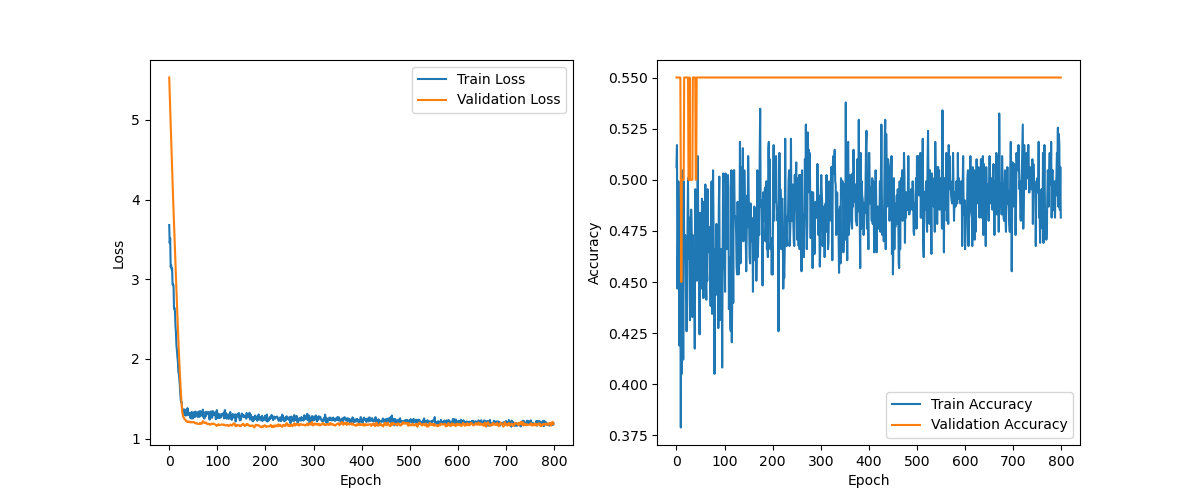 Train Loss
Validation Loss
5
4
3
2
1
Loss
0 100 200 300 400 500 600 700 800
Epoch
0.550
0.525
0.500
0.475
0.450
0.425
0.400
0.375
Accuracy
Train Accuracy
Validation Accuracy
0 100 200 300 400 500 600 700 800
Epoch